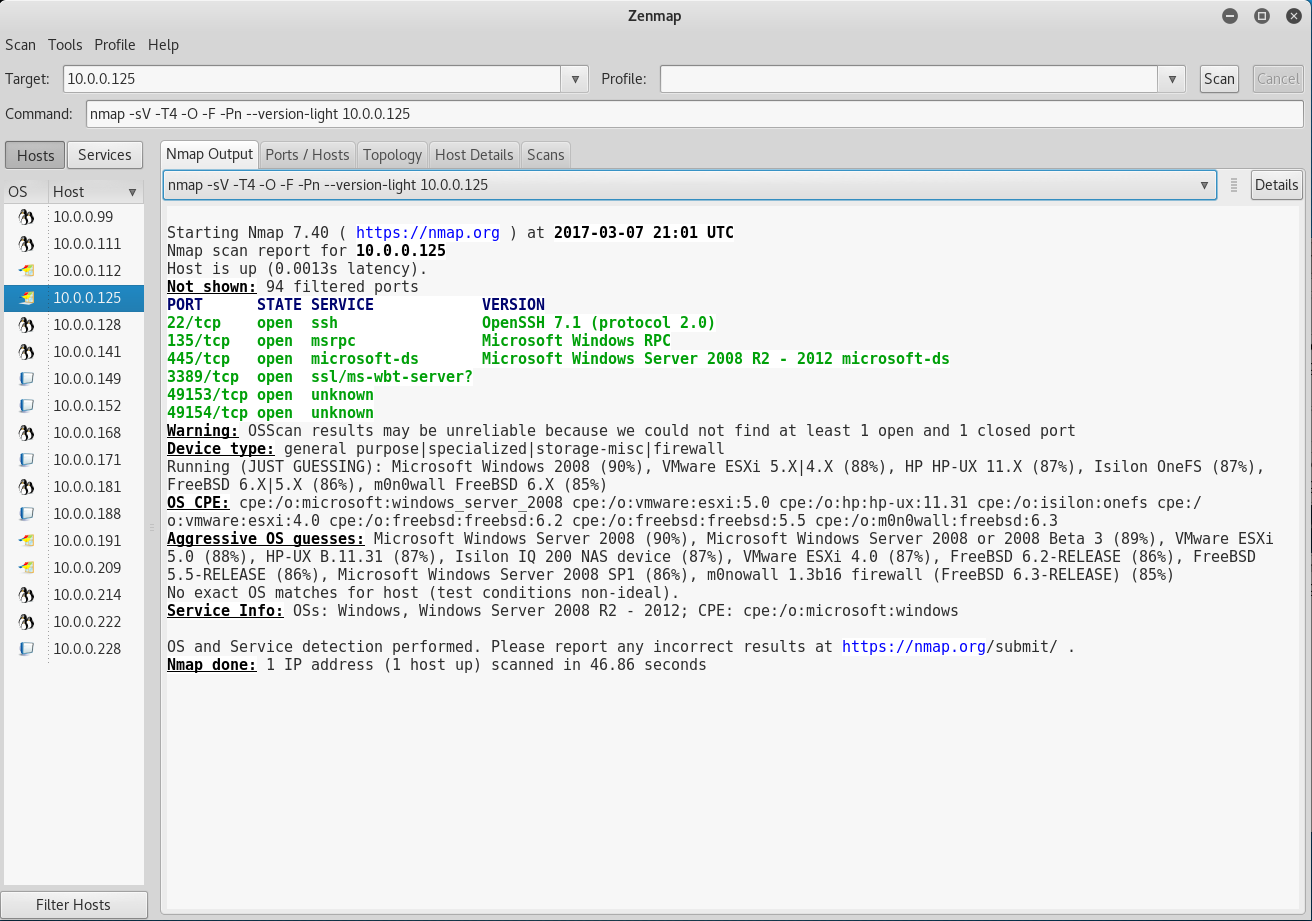 Zenmap
Scan Tools Profile Help
Target: 10.0.0.125 Profile: Scan Cancel
Command: nmap -sV -T4 -O -F -Pn --version-light 10.0.0.125
Hosts Services
Nmap Output Ports / Hosts Topology Host Details Scans
nmap -sV -T4 -O -F -Pn --version-light 10.0.0.125 Details
OS Host
10.0.0.99
10.0.0.111
10.0.0.112
10.0.0.125
10.0.0.128
10.0.0.141
10.0.0.149
10.0.0.152
10.0.0.168
10.0.0.171
10.0.0.181
10.0.0.188
10.0.0.191
10.0.0.209
10.0.0.214
10.0.0.222
10.0.0.228
Filter Hosts
Starting Nmap 7.40 ( https://nmap.org ) at 2017-03-07 21:01 UTC
Nmap scan report for 10.0.0.125
Host is up (0.0013s latency).
Not shown: 94 filtered ports
PORT STATE SERVICE VERSION
22/tcp open ssh OpenSSH 7.1 (protocol 2.0)
135/tcp open msrpc Microsoft Windows RPC
445/tcp open microsoft-ds Microsoft Windows Server 2008 R2 - 2012 microsoft-ds
3389/tcp open ssl/ms-wbt-server?
49153/tcp open unknown
49154/tcp open unknown
Warning: OSScan results may be unreliable because we could not find at least 1 open and 1 closed port
Device type: general purpose|specialized|storage-misc|firewall
Running (JUST GUESSING): Microsoft Windows 2008 (90%), VMware ESXi 5.X|4.X (88%), HP HP-UX 11.X (87%), Isilon OneFS (87%),
FreeBSD 6.X|5.X (86%), m0n0wall FreeBSD 6.X (85%)
OS CPE: cpe:/o:microsoft:windows_server_2008 cpe:/o:vmware:esxi:5.0 cpe:/o:hp:hp-ux:11.31 cpe:/o:isilon:onefs cpe:/
o:vmware:esxi:4.0 cpe:/o:freebsd:freebsd:6.2 cpe:/o:freebsd:freebsd:5.5 cpe:/o:m0n0wall:freebsd:6.3
Aggressive OS guesses: Microsoft Windows Server 2008 (90%), Microsoft Windows Server 2008 or 2008 Beta 3 (89%), VMware ESXi
5.0 (88%), HP-UX B.11.31 (87%), Isilon IQ 200 NAS device (87%), VMware ESXi 4.0 (87%), FreeBSD 6.2-RELEASE (86%), FreeBSD
5.5-RELEASE (86%), Microsoft Windows Server 2008 SP1 (86%), m0nowall 1.3b16 firewall (FreeBSD 6.3-RELEASE) (85%)
No exact OS matches for host (test conditions non-ideal).
Service Info: OSs: Windows, Windows Server 2008 R2 - 2012; CPE: cpe:/o:microsoft:windows
OS and Service detection performed. Please report any incorrect results at https://nmap.org/submit/ .
Nmap done: 1 IP address (1 host up) scanned in 46.86 seconds